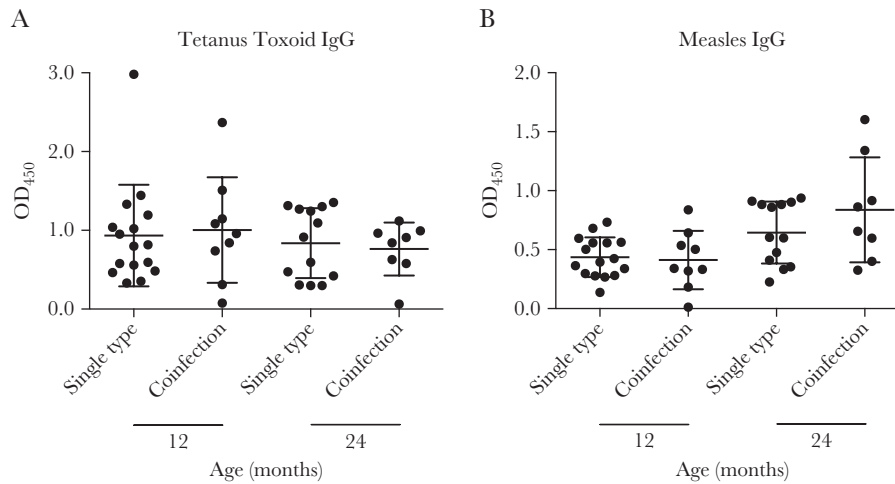 A
Tetanus Toxoid IgG
3.0
2.0
1.0
0.0
OD450
Single type
Coinfection
Single type
Coinfection
12
24
Age (months)
B
Measles IgG
2.0
1.5
1.0
0.5
0.0
OD450
Single type
Coinfection
Single type
Coinfection
12
24
Age (months)